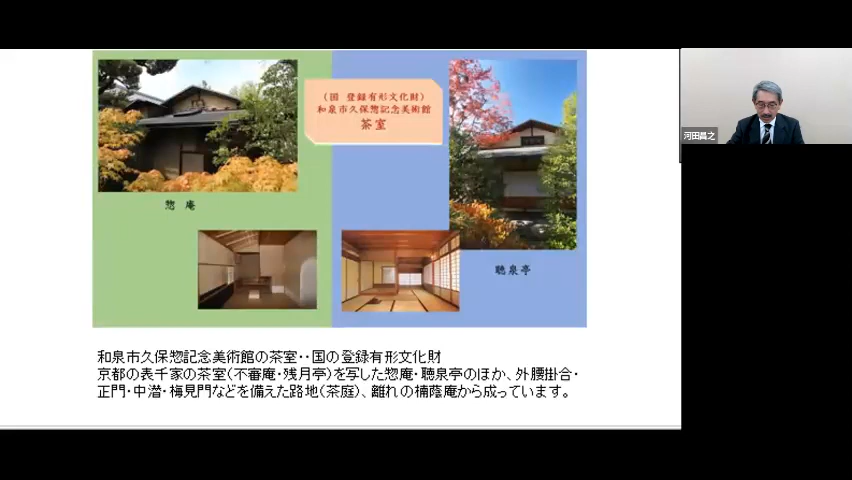 (国 登録有形文化財)
和泉市久保惣記念美術館
茶室
惣 庵
聴泉亭
河田昌之
和泉市久保惣記念美術館の茶室・・国の登録有形文化財
京都の表千家の茶室(不審庵・残月亭)を写した惣庵・聴泉亭のほか、外腰掛合・
正門・中潜・梅見門などを備えた路地(茶庭)、離れの楠蔭庵から成っています。